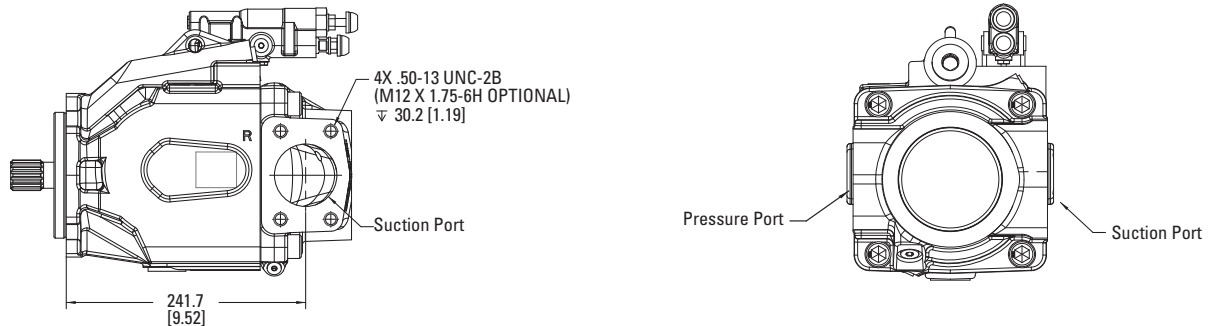 4X .50-13 UNC-2B
(M12 X 1.75-6H OPTIONAL)
↧ 30.2 [1.19]
R
Suction Port
241.7
[9.52]
Pressure Port
Suction Port